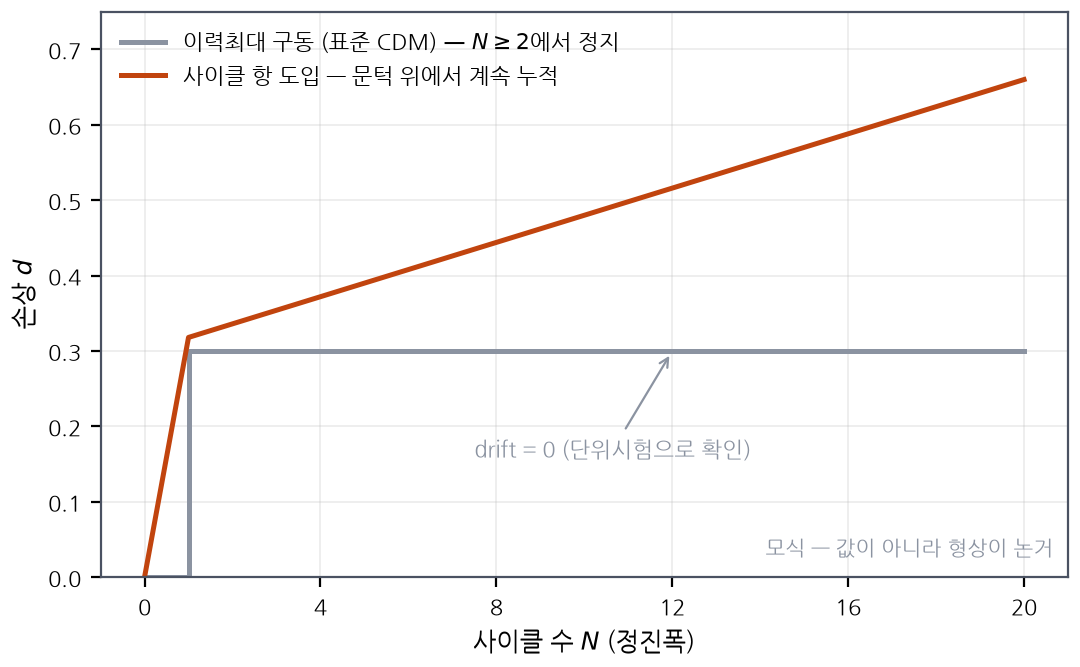 이력최대 구동 (표준 CDM) — N ≥ 2에서 정지
사이클 항 도입 — 문턱 위에서 계속 누적
0.7
0.6
0.5
0.4
0.3
0.2
0.1
0.0
손상 d
drift = 0 (단위시험으로 확인)
모식 — 값이 아니라 형상이 논거
0 4 8 12 16 20
사이클 수 N (정진폭)